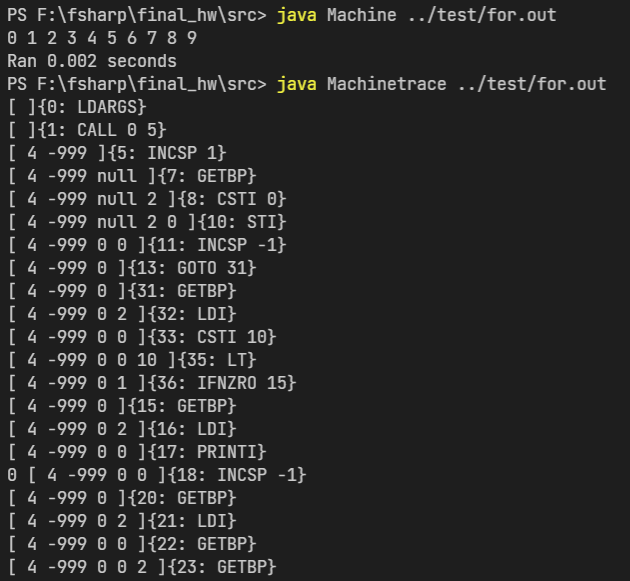 PS F:\fsharp\final_hw\src> java Machine ../test/for.out
0 1 2 3 4 5 6 7 8 9
Ran 0.002 seconds
PS F:\fsharp\final_hw\src> java Machinetrace ../test/for.out
[ ]{0: LDARGS}
[ ]{1: CALL 0 5}
[ 4 -999 ]{5: INCSP 1}
[ 4 -999 null ]{7: GETBP}
[ 4 -999 null 2 ]{8: CSTI 0}
[ 4 -999 null 2 0 ]{10: STI}
[ 4 -999 0 0 ]{11: INCSP -1}
[ 4 -999 0 ]{13: GOTO 31}
[ 4 -999 0 ]{31: GETBP}
[ 4 -999 0 2 ]{32: LDI}
[ 4 -999 0 0 ]{33: CSTI 10}
[ 4 -999 0 0 10 ]{35: LT}
[ 4 -999 0 1 ]{36: IFNZRO 15}
[ 4 -999 0 ]{15: GETBP}
[ 4 -999 0 2 ]{16: LDI}
[ 4 -999 0 0 ]{17: PRINTI}
0 [ 4 -999 0 0 ]{18: INCSP -1}
[ 4 -999 0 ]{20: GETBP}
[ 4 -999 0 2 ]{21: LDI}
[ 4 -999 0 0 ]{22: GETBP}
[ 4 -999 0 0 2 ]{23: GETBP}